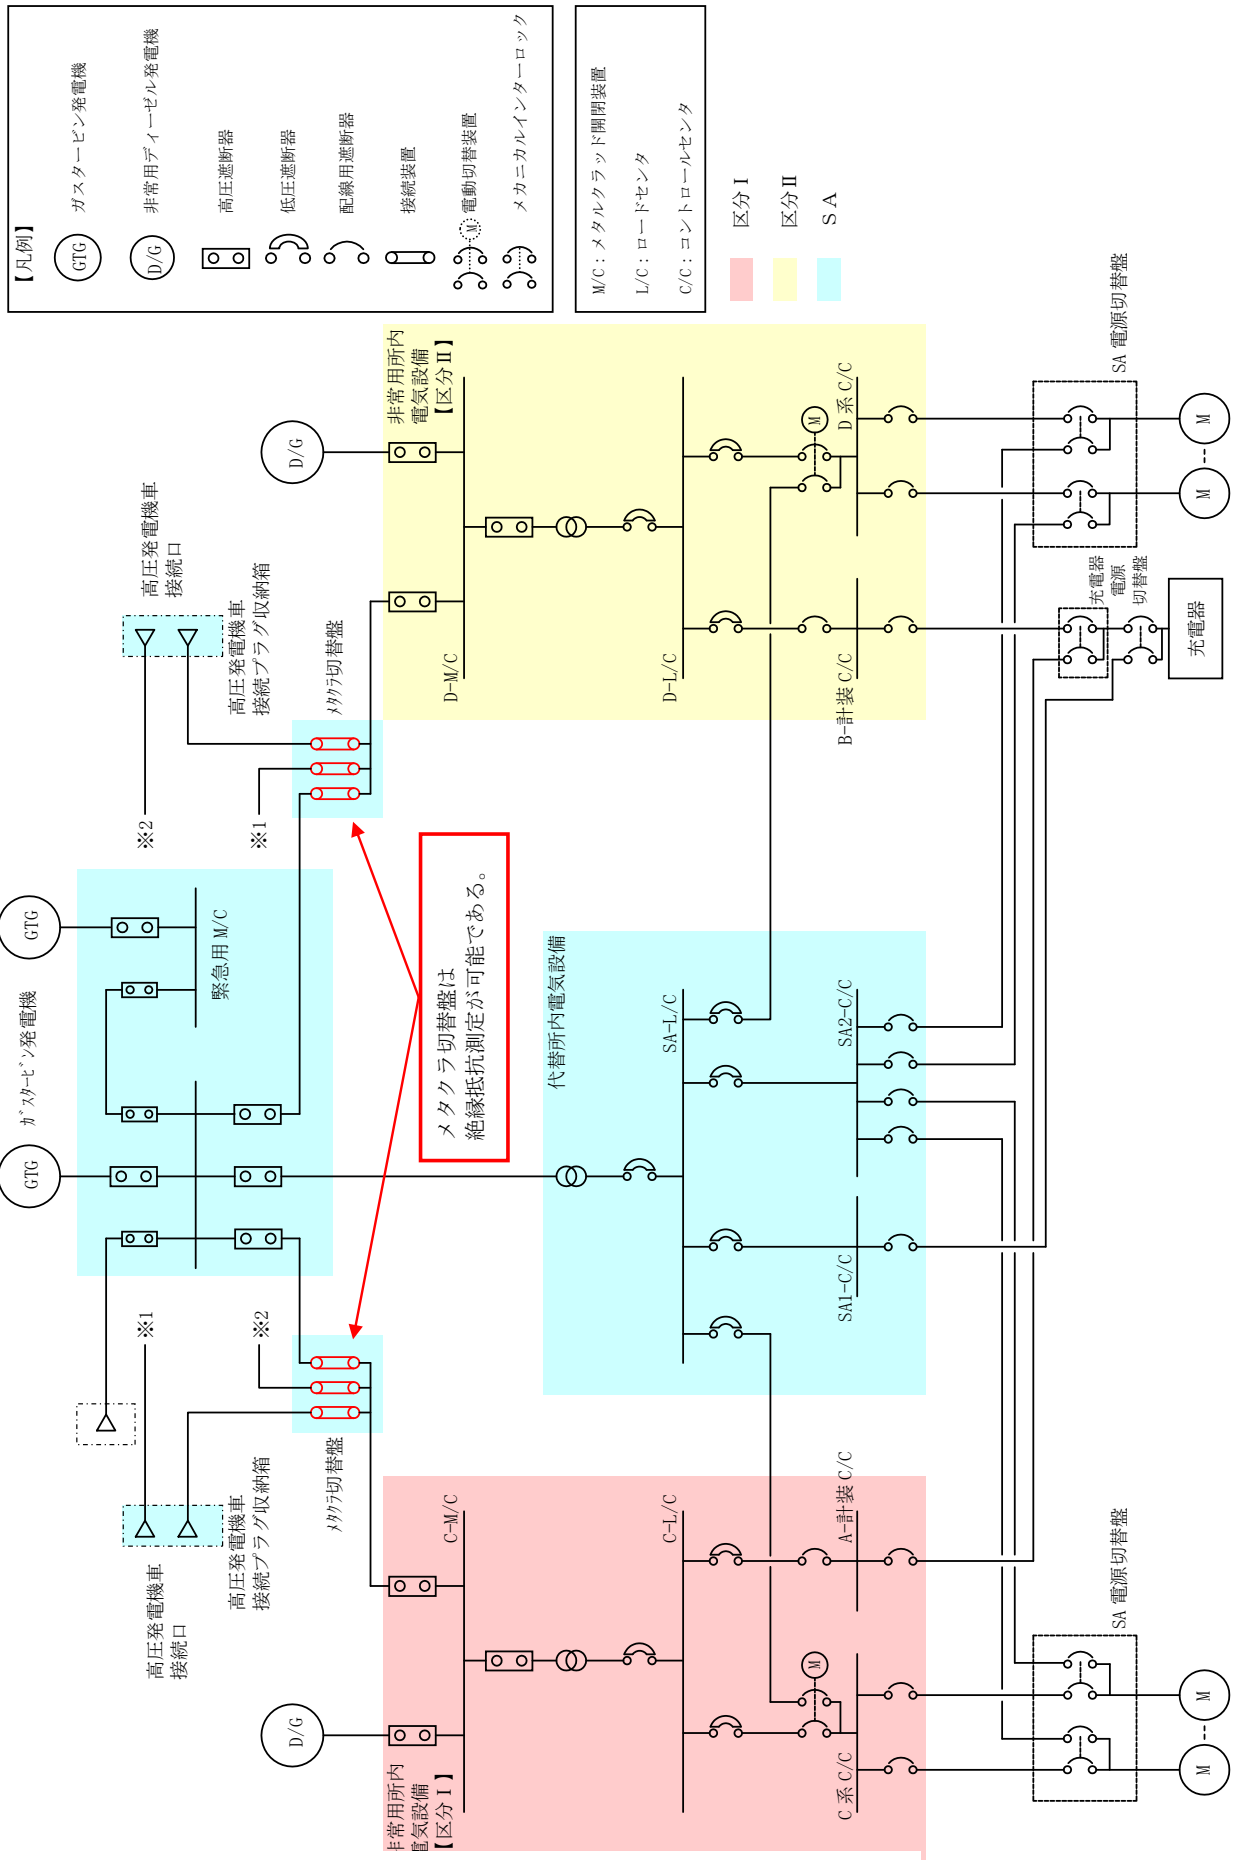 【凡例】
GTG
ガスタービン発電機
D/G
非常用ディーゼル発電機
高圧遮断器
低圧遮断器
配線用遮断器
接続装置
M
電動切替装置
メカニカルインターロック
M/C：メタルクラッド開閉装置
L/C：ロードセンタ
C/C：コントロールセンタ
区分Ⅰ
区分Ⅱ
ＳＡ
GTG
ｶﾞｽﾀｰﾋﾞﾝ発電機
GTG
緊急用 M/C
高圧発電機車
接続口
高圧発電機車
接続プラグ収納箱
※1
※2
ﾒﾀｸﾗ切替盤
高圧発電機車
接続口
高圧発電機車
接続プラグ収納箱
※2
※1
ﾒﾀｸﾗ切替盤
メタクラ切替盤は
絶縁抵抗測定が可能である。
D/G
非常用所内
電気設備
【区分Ⅰ】
C-M/C
C-L/C
M
C 系 C/C
A-計装 C/C
代替所内電気設備
SA-L/C
SA1-C/C
SA2-C/C
D/G
非常用所内
電気設備
【区分Ⅱ】
D-M/C
D-L/C
M
D 系 C/C
B-計装 C/C
SA 電源切替盤
M
M
充電器
電源
切替盤
充電器
SA 電源切替盤
M
M